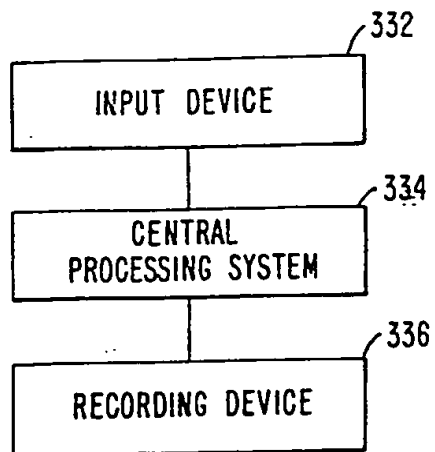 332
INPUT DEVICE
334
CENTRAL
PROCESSING SYSTEM
336
RECORDING DEVICE